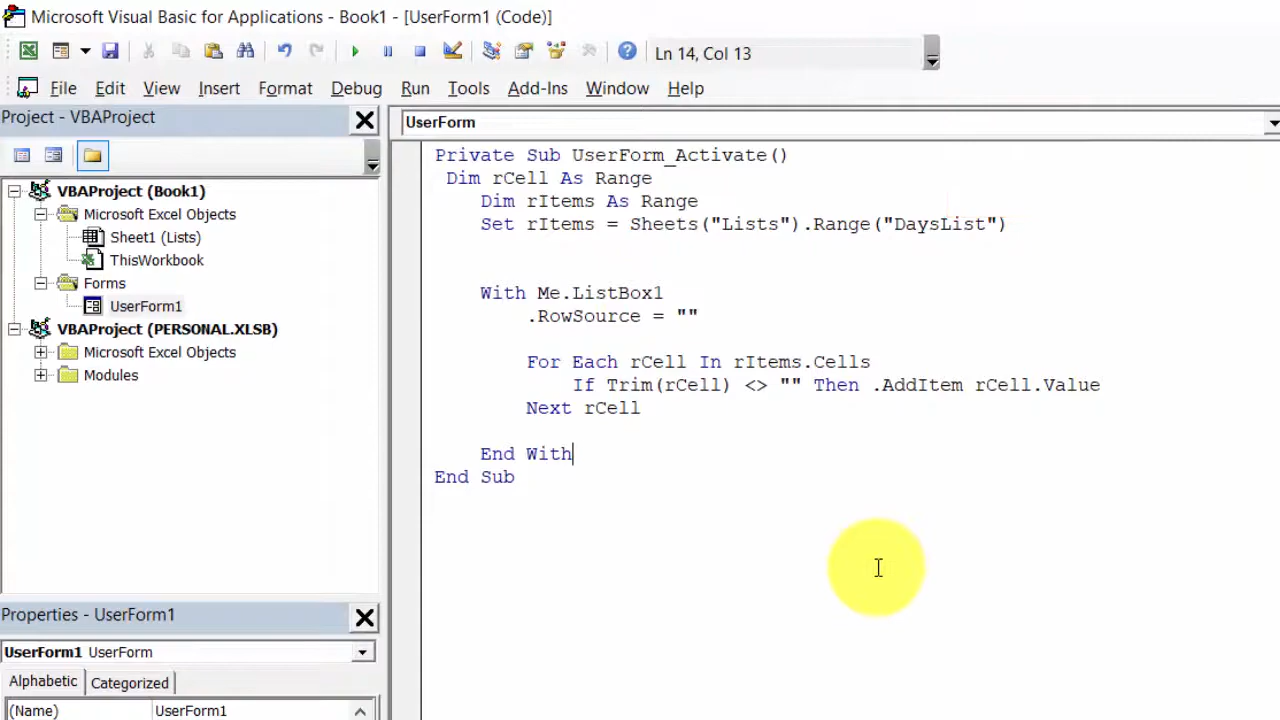 Microsoft Visual Basic for Applications - Book1 - [UserForm1 (Code)]
Ln 14, Col 13
File Edit View Insert Format Debug Run Tools Add-Ins Window Help
Project - VBAProject
VBAProject (Book1)
Microsoft Excel Objects
Sheet1 (Lists)
ThisWorkbook
Forms
UserForm1
VBAProject (PERSONAL.XLSB)
Microsoft Excel Objects
Modules
Properties - UserForm1
UserForm1 UserForm
Alphabetic Categorized
(Name) UserForm1
UserForm
Private Sub UserForm_Activate()
Dim rCell As Range
Dim rItems As Range
Set rItems = Sheets("Lists").Range("DaysList")
With Me.ListBox1
.RowSource = ""
For Each rCell In rItems.Cells
If Trim(rCell) <> "" Then .AddItem rCell.Value
Next rCell
End With
End Sub